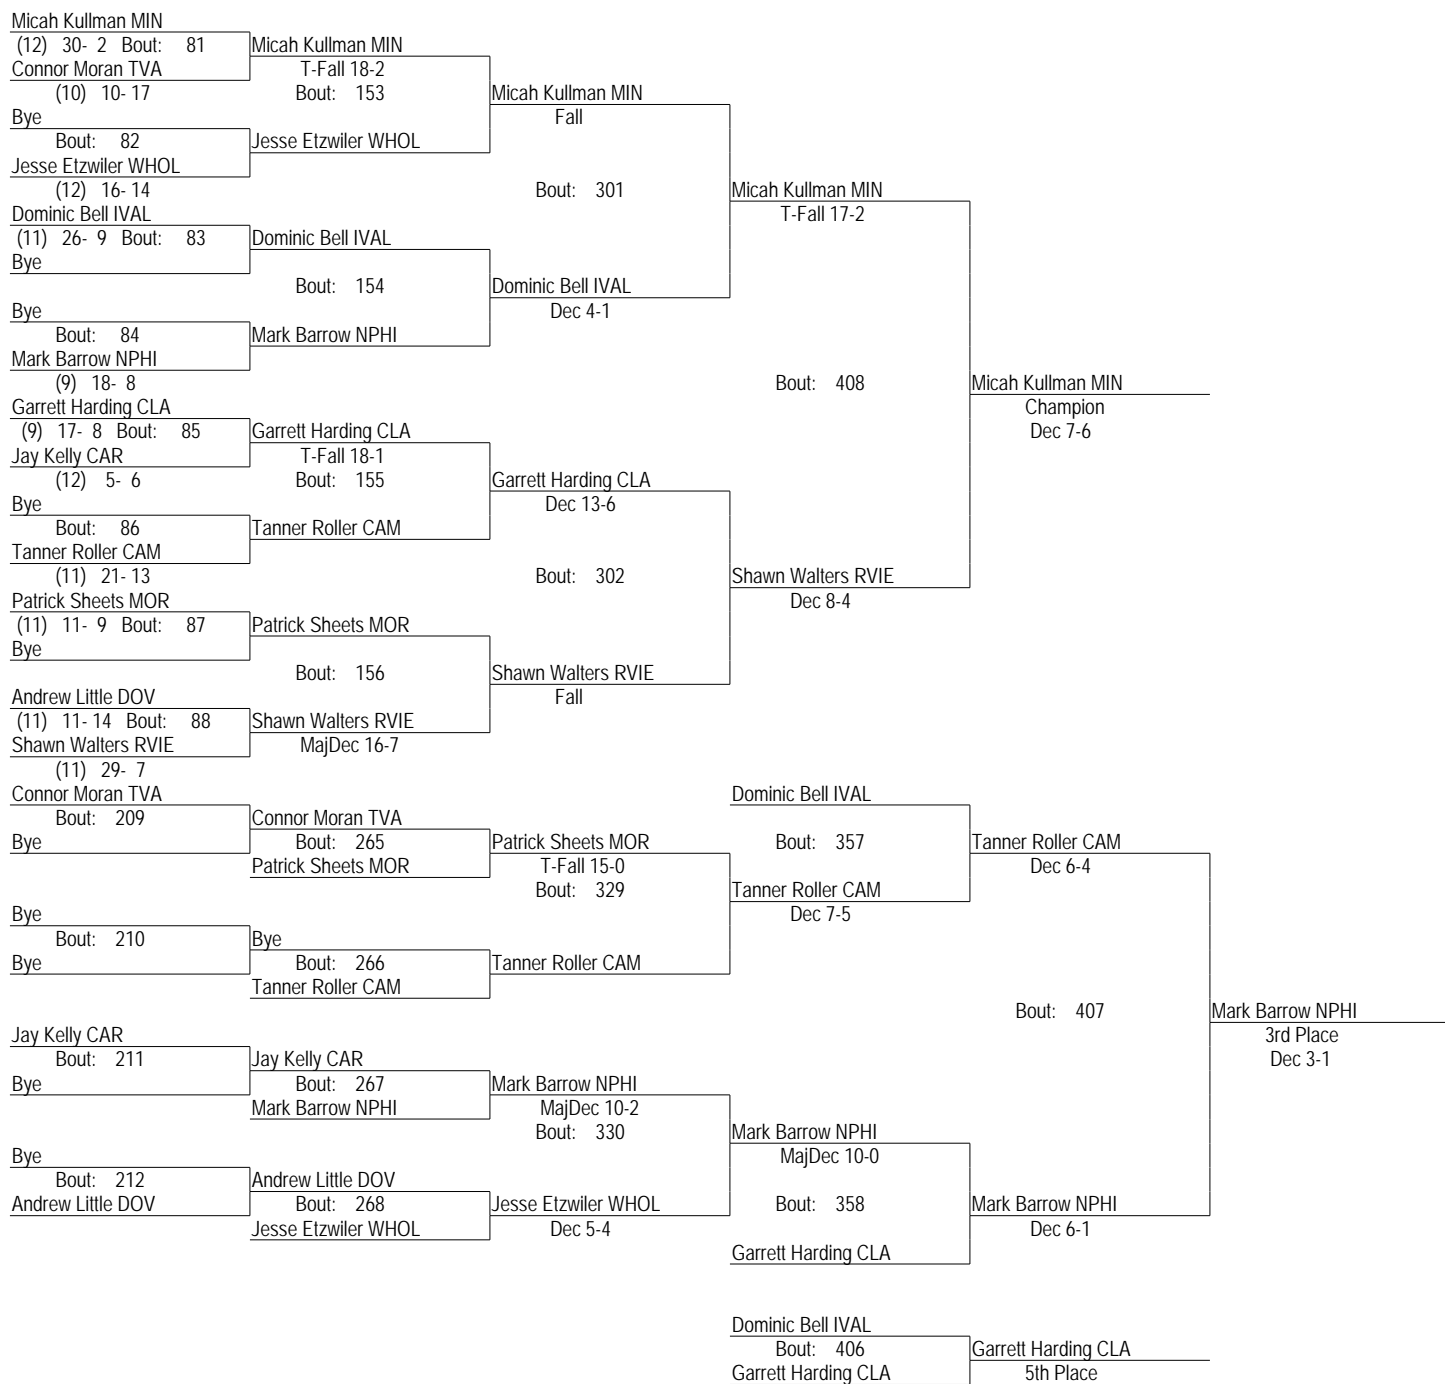 Micah Kullman MIN
(12) 30- 2 Bout: 81
Connor Moran TVA
(10) 10- 17
Bye
Bout: 82
Jesse Etzwiler WHOL
(12) 16- 14
Dominic Bell IVAL
(11) 26- 9 Bout: 83
Bye
Bye
Bout: 84
Mark Barrow NPHI
(9) 18- 8
Garrett Harding CLA
(9) 17- 8 Bout: 85
Jay Kelly CAR
(12) 5- 6
Bye
Bout: 86
Tanner Roller CAM
(11) 21- 13
Patrick Sheets MOR
(11) 11- 9 Bout: 87
Bye
Andrew Little DOV
(11) 11- 14 Bout: 88
Shawn Walters RVIE
(11) 29- 7
Micah Kullman MIN
T-Fall 18-2
Bout: 153
Jesse Etzwiler WHOL
Dominic Bell IVAL
Bout: 154
Mark Barrow NPHI
Garrett Harding CLA
T-Fall 18-1
Bout: 155
Tanner Roller CAM
Patrick Sheets MOR
Bout: 156
Shawn Walters RVIE
MajDec 16-7
Micah Kullman MIN
Fall
Bout: 301
Dominic Bell IVAL
Dec 4-1
Garrett Harding CLA
Dec 13-6
Bout: 302
Shawn Walters RVIE
Fall
Micah Kullman MIN
T-Fall 17-2
Bout: 408
Shawn Walters RVIE
Dec 8-4
Micah Kullman MIN
Champion
Dec 7-6
Connor Moran TVA
Bout: 209
Bye
Bye
Bout: 210
Bye
Jay Kelly CAR
Bout: 211
Bye
Bye
Bout: 212
Andrew Little DOV
Connor Moran TVA
Bout: 265
Patrick Sheets MOR
Bye
Bout: 266
Tanner Roller CAM
Jay Kelly CAR
Bout: 267
Mark Barrow NPHI
Andrew Little DOV
Bout: 268
Jesse Etzwiler WHOL
Patrick Sheets MOR
T-Fall 15-0
Bout: 329
Tanner Roller CAM
Mark Barrow NPHI
MajDec 10-2
Bout: 330
Jesse Etzwiler WHOL
Dec 5-4
Dominic Bell IVAL
Bout: 357
Tanner Roller CAM
Dec 7-5
Mark Barrow NPHI
MajDec 10-0
Bout: 358
Garrett Harding CLA
Tanner Roller CAM
Dec 6-4
Bout: 407
Mark Barrow NPHI
Dec 6-1
Mark Barrow NPHI
3rd Place
Dec 3-1
Dominic Bell IVAL
Bout: 406
Garrett Harding CLA
Garrett Harding CLA
5th Place